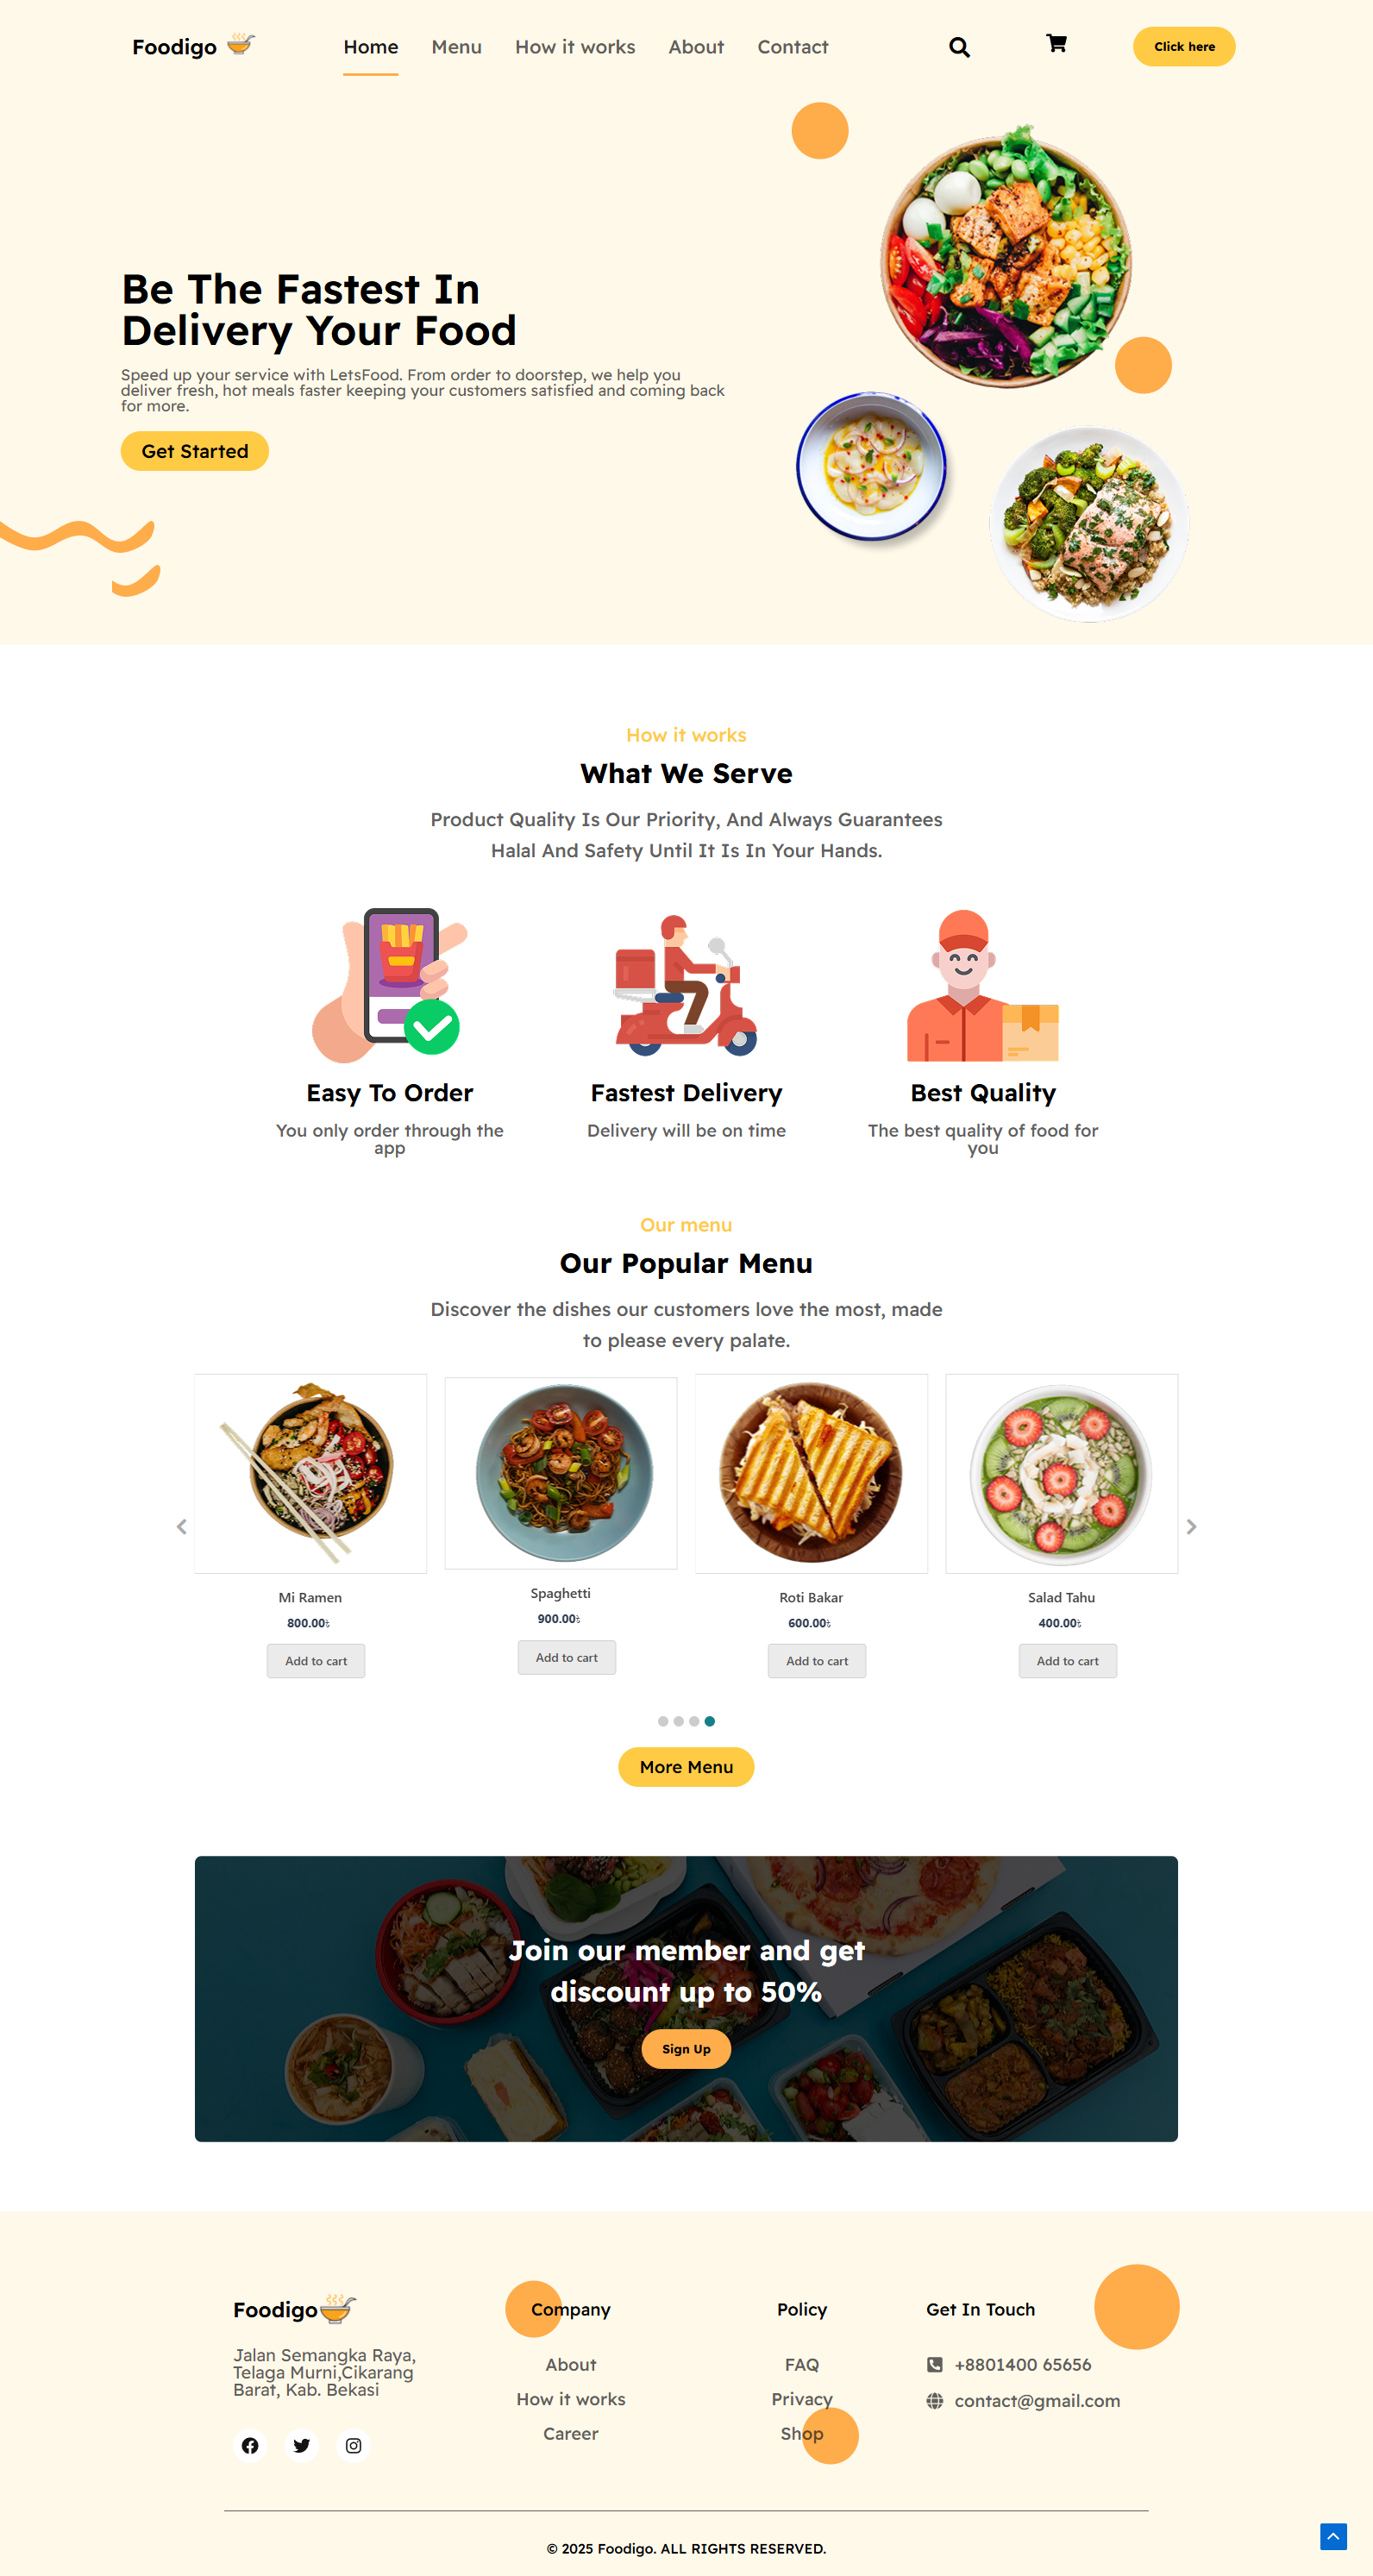 Foodigo
Home
Menu
How it works
About
Contact
Click here
Be The Fastest In
Delivery Your Food
Speed up your service with LetsFood. From order to doorstep, we help you
deliver fresh, hot meals faster keeping your customers satisfied and coming back
for more.
Get Started
How it works
What We Serve
Product Quality Is Our Priority, And Always Guarantees
Halal And Safety Until It Is In Your Hands.
Easy To Order
You only order through the
app
Fastest Delivery
Delivery will be on time
Best Quality
The best quality of food for
you
Our menu
Our Popular Menu
Discover the dishes our customers love the most, made
to please every palate.
Mi Ramen
800.00৳
Add to cart
Spaghetti
900.00৳
Add to cart
Roti Bakar
600.00৳
Add to cart
Salad Tahu
400.00৳
Add to cart
More Menu
Join our member and get
discount up to 50%
Sign Up
Foodigo
Jalan Semangka Raya,
Telaga Murni,Cikarang
Barat, Kab. Bekasi
Company
About
How it works
Career
Policy
FAQ
Privacy
Shop
Get In Touch
+8801400 65656
contact@gmail.com
© 2025 Foodigo. ALL RIGHTS RESERVED.